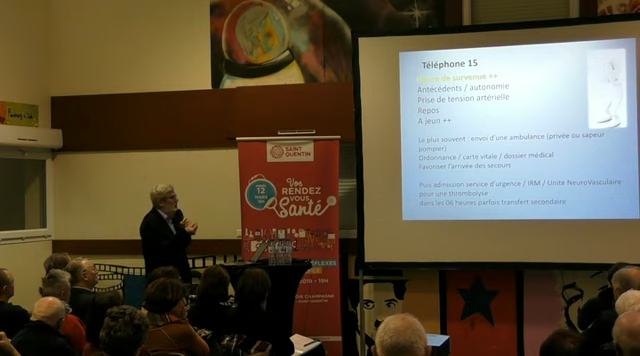 Téléphone 15
de survenue ++
Antécédents / autonomie
Prise de tension artérielle
Repos
A jeun ++
Le plus souvent : envoi d'une ambulance (privée ou sapeur
pompier)
Ordonnance / carte vitale / dossier médical
Favoriser l'arrivée des secours
Puis admission service d'urgence / IRM / Unité NeuroVasculaire
pour une thrombolyse
dans les 06 heures parfois transfert secondaire
SAINT
QUENTIN
12
MARS
Vos
RENDEZ
VOUS
Santé
CHAMPAGNE